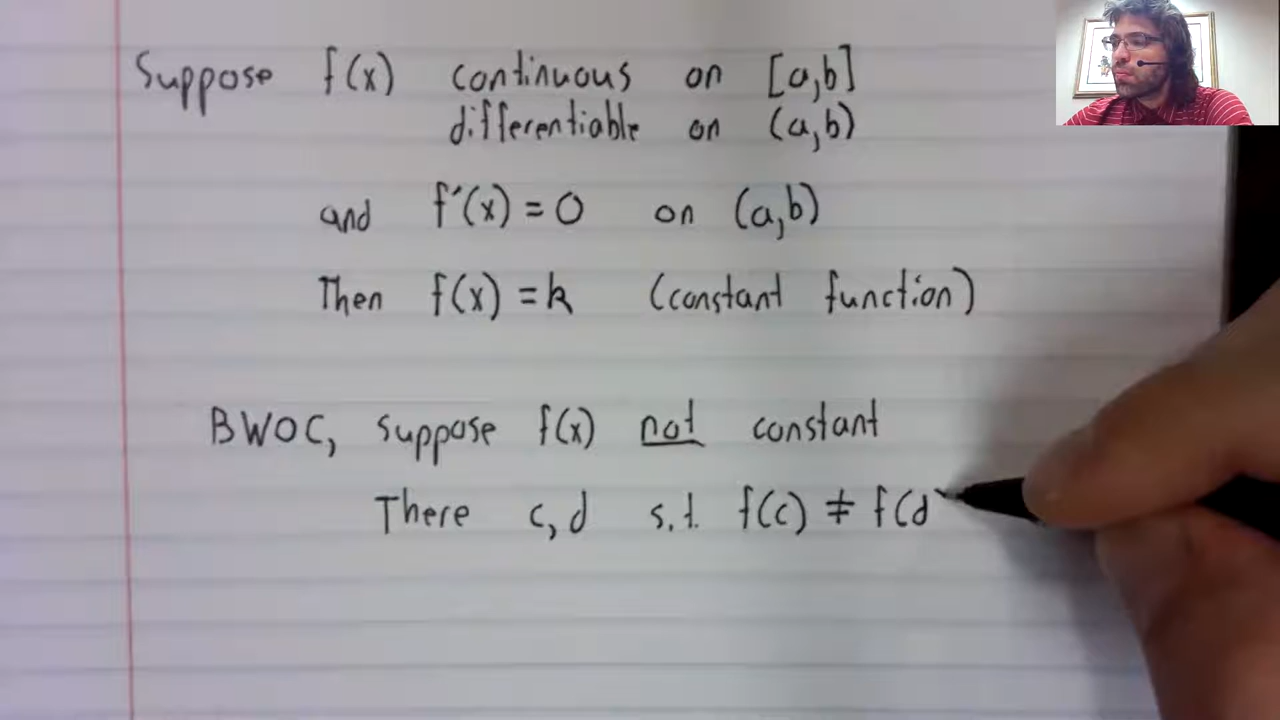 Suppose f(x) continuous on [a,b]
differentiable on (a,b)
and f'(x) = 0 on (a,b)
Then f(x) = k (constant function)
BWOC, suppose f(x) not constant
There c,d s.t. f(c) ≠ f(d)